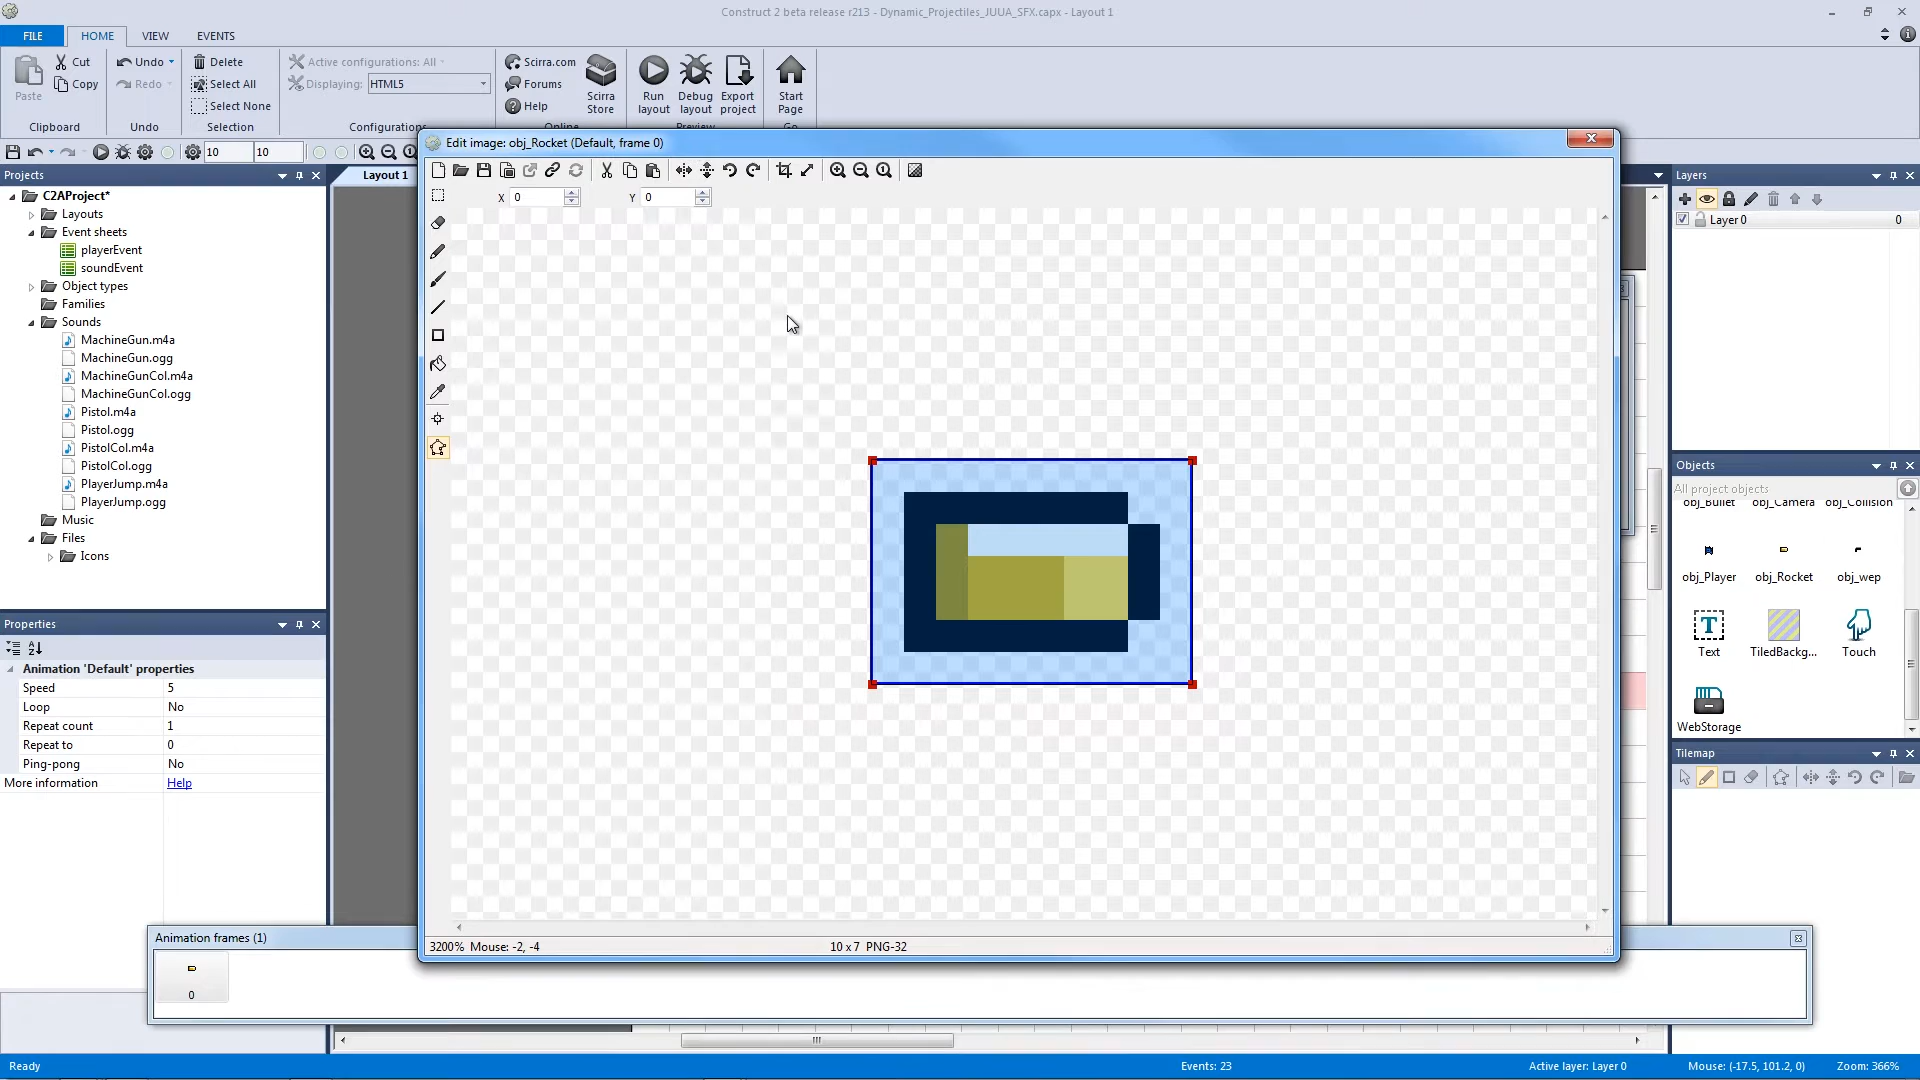 Construct 2 beta release r213 - Dynamic_Projectiles_JUUA_SFX.capx - Layout 1
FILE
HOME
VIEW
EVENTS
Paste
Cut
Copy
Clipboard
Undo
Redo
Undo
Delete
Select All
Select None
Selection
Active configurations: All
Displaying:
HTML5
Configurations
Scirra.com
Forums
Help
Scirra Store
Online
Run layout
Debug layout
Export project
Preview
Start Page
Go
10
10
Projects
C2AProject*
Layouts
Event sheets
playerEvent
soundEvent
Object types
Families
Sounds
MachineGun.m4a
MachineGun.ogg
MachineGunCol.m4a
MachineGunCol.ogg
Pistol.m4a
Pistol.ogg
PistolCol.m4a
PistolCol.ogg
PlayerJump.m4a
PlayerJump.ogg
Music
Files
Icons
Properties
Animation 'Default' properties
Speed 5
Loop No
Repeat count 1
Repeat to 0
Ping-pong No
More information Help
Layout 1
Edit image: obj_Rocket (Default, frame 0)
X 0
Y 0
3200% Mouse: -2, -4
10 x 7 PNG-32
Animation frames (1)
0
Layers
Layer 0
0
Objects
All project objects
obj_Bullet
obj_Camera
obj_Collision
obj_Player
obj_Rocket
obj_wep
Text
TiledBackg...
Touch
WebStorage
Tilemap
Ready
Events: 23
Active layer: Layer 0
Mouse: (-17.5, 101.2, 0)
Zoom: 366%